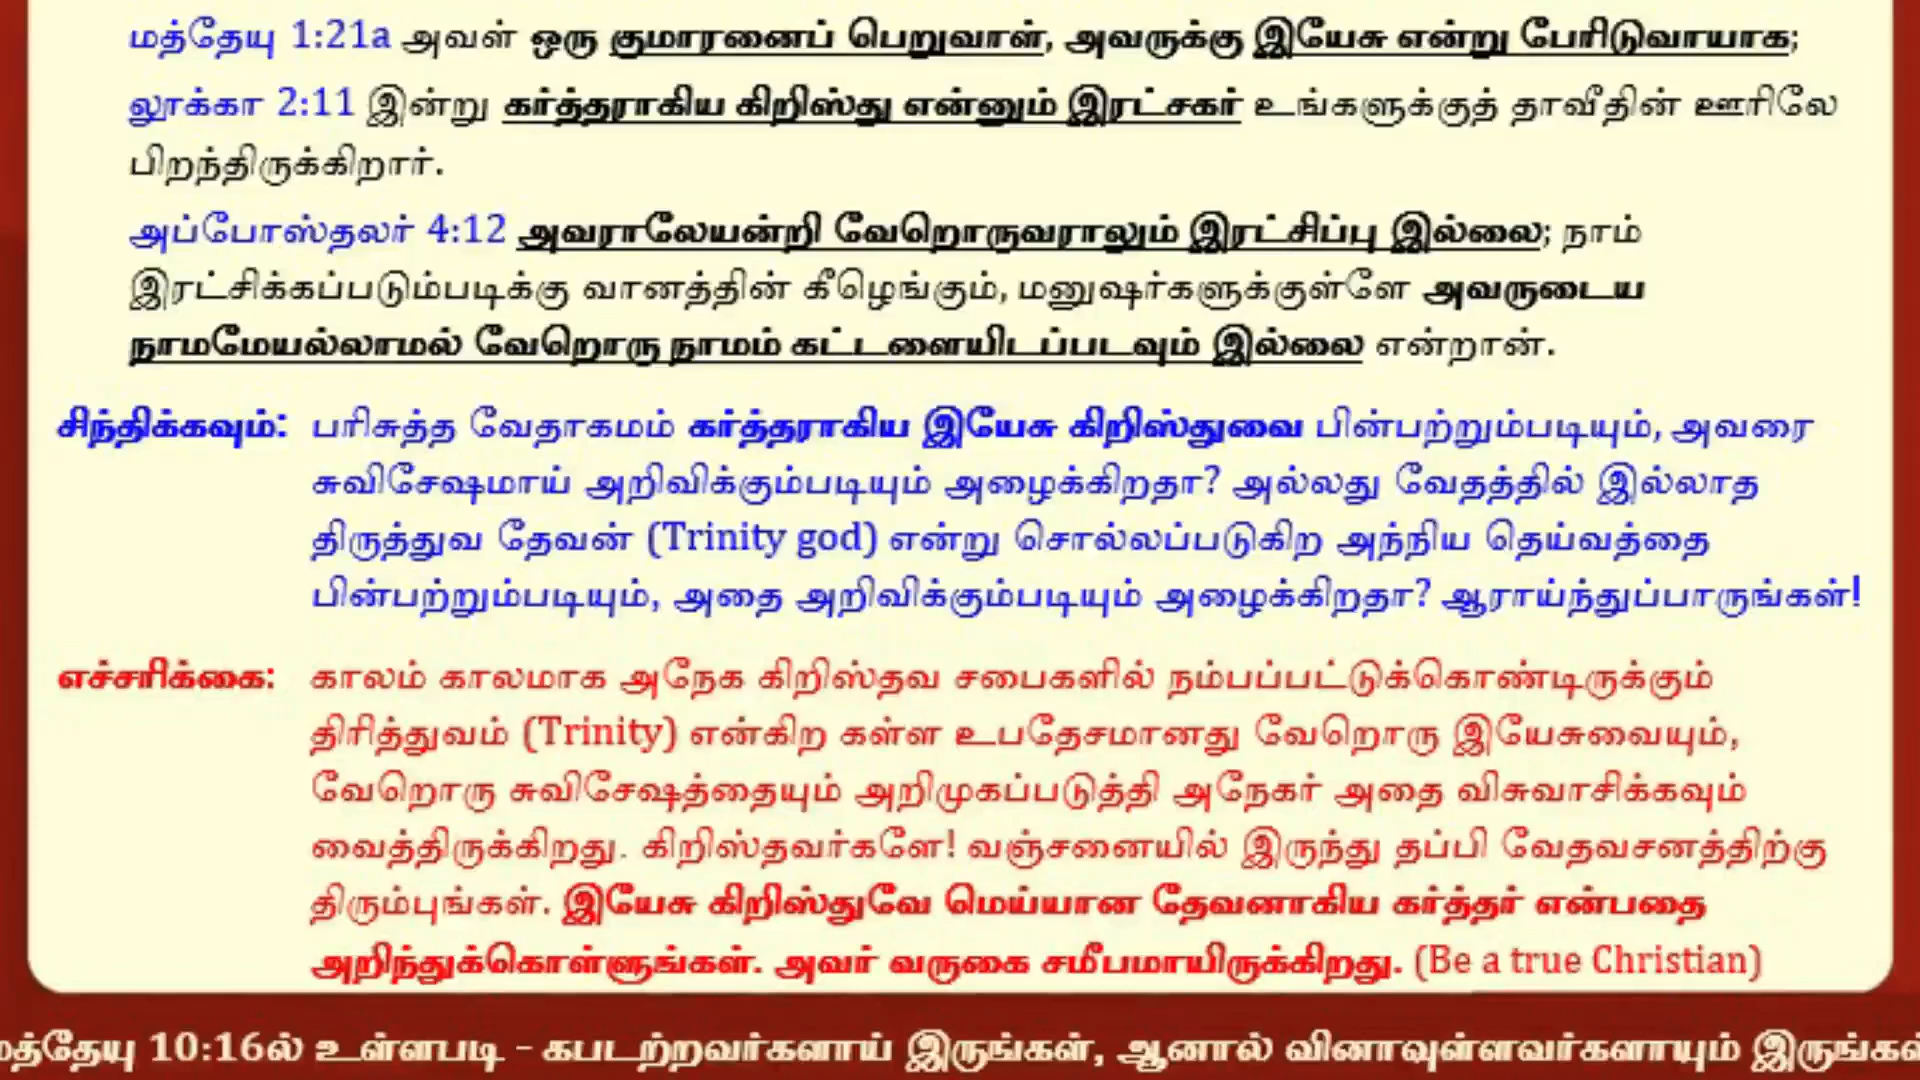 மத்தேயு 1:21a அவள் ஒரு குமாரனைப் பெறுவாள், அவருக்கு இயேசு என்று பேரிடுவாயாக;
லூக்கா 2:11 இன்று கர்த்தராகிய கிறிஸ்து என்னும் இரட்சகர் உங்களுக்குத் தாவீதின் ஊரிலே
பிறந்திருக்கிறார்.
அப்போஸ்தலர் 4:12 அவராலேயன்றி வேறொருவராலும் இரட்சிப்பு இல்லை; நாம்
இரட்சிக்கப்படும்படிக்கு வானத்தின் கீழெங்கும், மனுஷர்களுக்குள்ளே அவருடைய
நாமமேயல்லாமல் வேறொரு நாமம் கட்டளையிடப்படவும் இல்லை என்றான்.
சிந்திக்கவும்: பரிசுத்த வேதாகமம் கர்த்தராகிய இயேசு கிறிஸ்துவை பின்பற்றும்படியும், அவரை
சுவிசேஷமாய் அறிவிக்கும்படியும் அழைக்கிறதா? அல்லது வேதத்தில் இல்லாத
திருத்துவ தேவன் (Trinity god) என்று சொல்லப்படுகிற அந்நிய தெய்வத்தை
பின்பற்றும்படியும், அதை அறிவிக்கும்படியும் அழைக்கிறதா? ஆராய்ந்துப்பாருங்கள்!
எச்சரிக்கை: காலம் காலமாக அநேக கிறிஸ்தவ சபைகளில் நம்பப்பட்டுக்கொண்டிருக்கும்
திரித்துவம் (Trinity) என்கிற கள்ள உபதேசமானது வேறொரு இயேசுவையும்,
வேறொரு சுவிசேஷத்தையும் அறிமுகப்படுத்தி அநேகர் அதை விசுவாசிக்கவும்
வைத்திருக்கிறது. கிறிஸ்தவர்களே! வஞ்சனையில் இருந்து தப்பி வேதவசனத்திற்கு
திரும்புங்கள். இயேசு கிறிஸ்துவே மெய்யான தேவனாகிய கர்த்தர் என்பதை
அறிந்துக்கொள்ளுங்கள். அவர் வருகை சமீபமாயிருக்கிறது. (Be a true Christian)
மத்தேயு 10:16ல் உள்ளபடி - கபடற்றவர்களாய் இருங்கள், ஆனால் வினாவுள்ளவர்களாயும் இருங்கள்